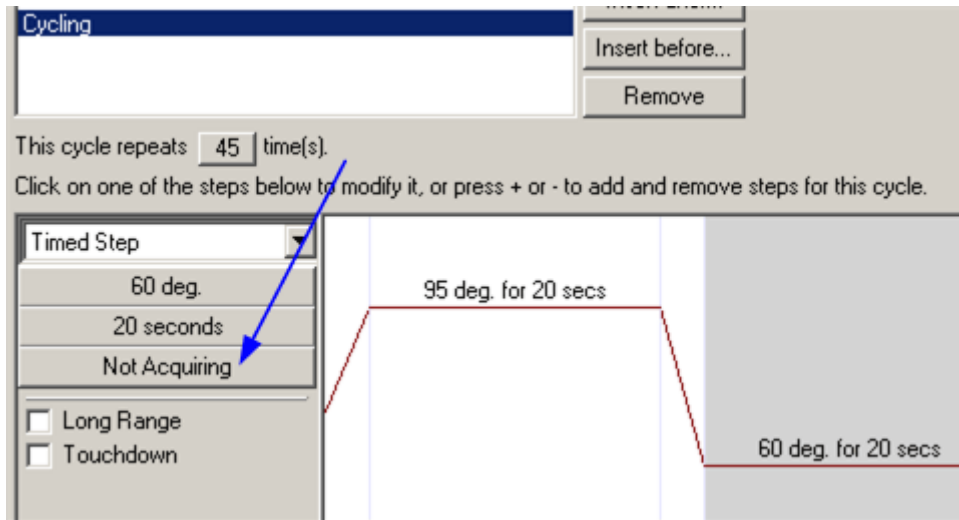 Cycling
Insert before...
Remove
This cycle repeats 45 time(s).
Click on one of the steps below to modify it, or press + or - to add and remove steps for this cycle.
Timed Step
60 deg.
95 deg. for 20 secs
20 seconds
Not Acquiring
Long Range
Touchdown
60 deg. for 20 secs